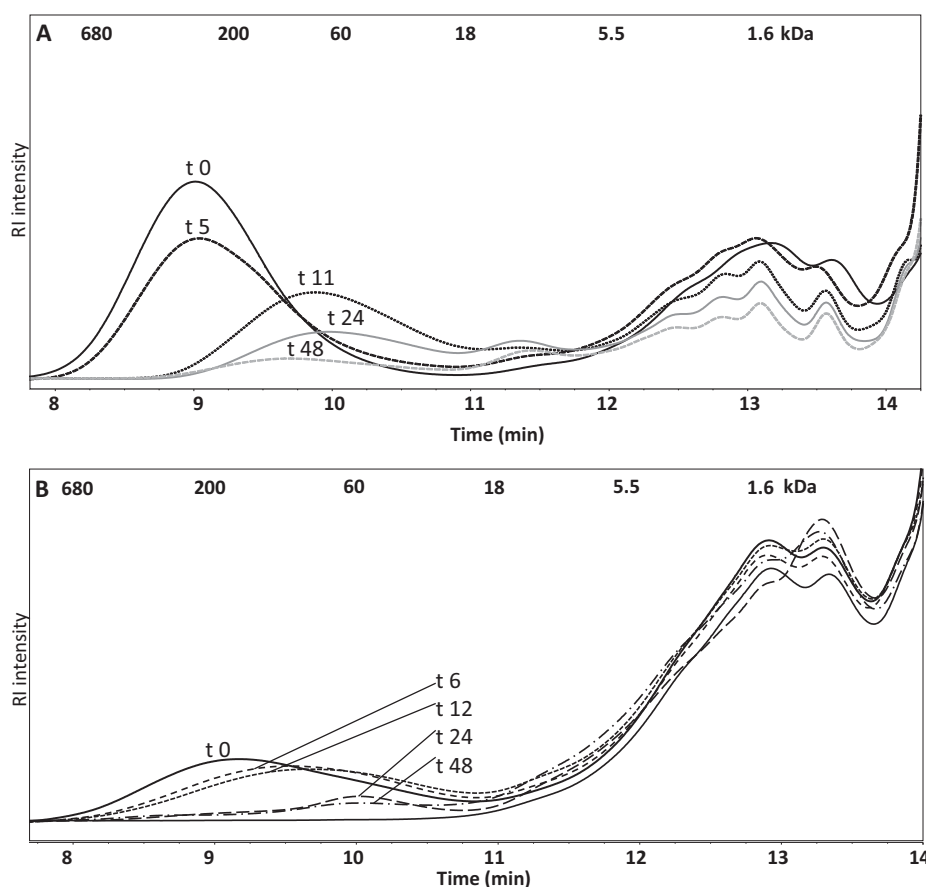 A 680 200 60 18 5.5 1.6 kDa
RI intensity
t 0
t 5
t 11
t 24
t 48
8 9 10 11 12 13 14
Time (min)
B 680 200 60 18 5.5 1.6 kDa
RI intensity
t 6
t 12
t 0
t 24
t 48
8 9 10 11 12 13 14
Time (min)